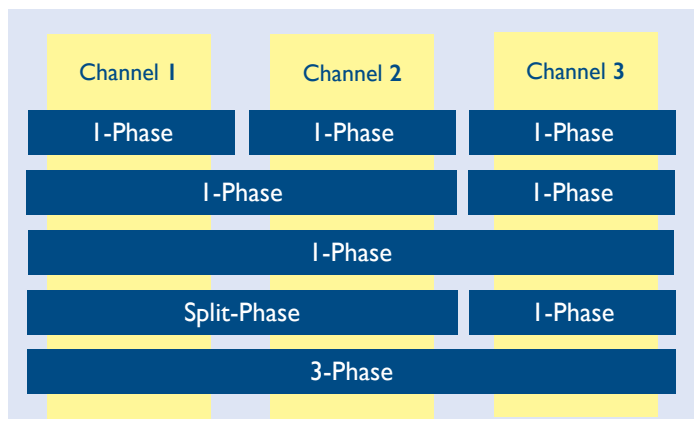 Channel 1 Channel 2 Channel 3
1-Phase 1-Phase 1-Phase
1-Phase 1-Phase
1-Phase
Split-Phase 1-Phase
3-Phase